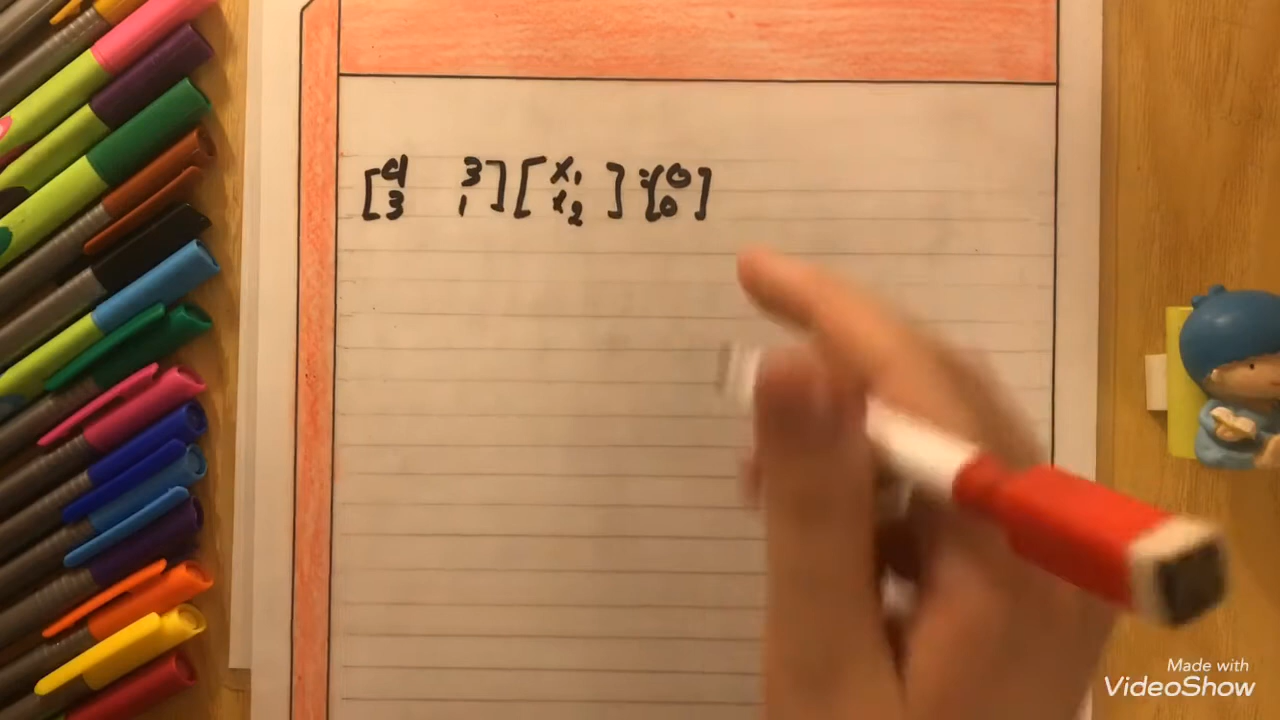 [4 3] [x1] = [0]
[3 1] [x2] [0]
Made with
VideoShow